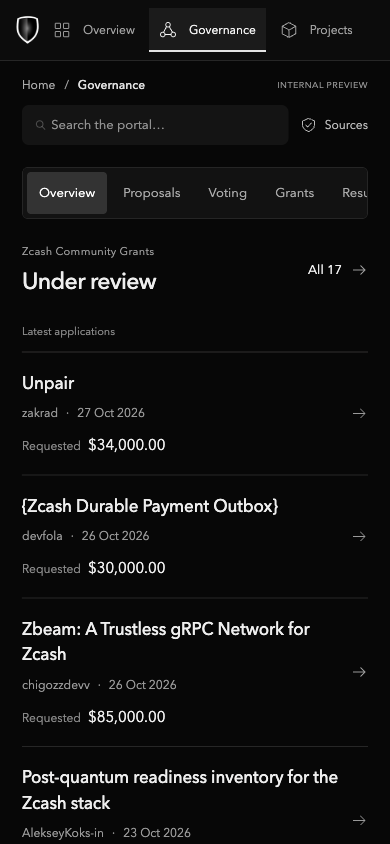 Overview Governance Projects
Home / Governance INTERNAL PREVIEW
Search the portal... Sources
Overview Proposals Voting Grants Resu
Zcash Community Grants
Under review All 17 →
Latest applications
Unpair
zakrad · 27 Oct 2026 →
Requested $34,000.00
{Zcash Durable Payment Outbox}
devfola · 26 Oct 2026 →
Requested $30,000.00
Zbeam: A Trustless gRPC Network for
Zcash
chigozzdevv · 26 Oct 2026 →
Requested $85,000.00
Post-quantum readiness inventory for the
Zcash stack
AlekseyKoks-in · 23 Oct 2026 →